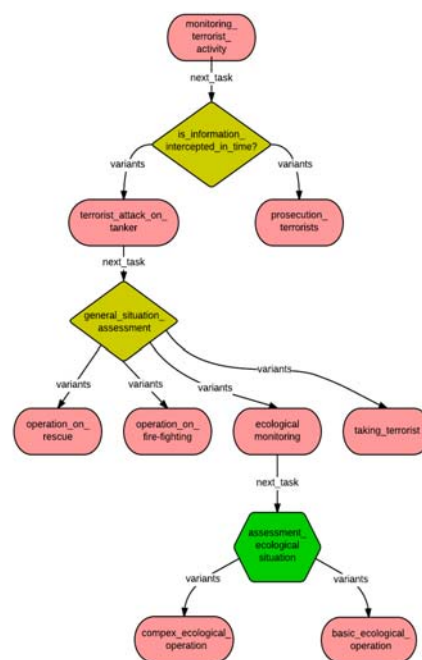 monitoring_
terrorist_
activity
next_task
is_information_
intercepted_in_time?
variants
variants
terrorist_attack_on_
tanker
prosecution_
terrorists
next_task
general_situation_
assessment
variants
variants
variants
variants
operation_on_
rescue
operation_on_
fire-fighting
ecological
monitoring
taking_terrorist
next_task
assessment_
ecological
situation
variants
variants
compex_ecological_
operation
basic_ecological_
operation